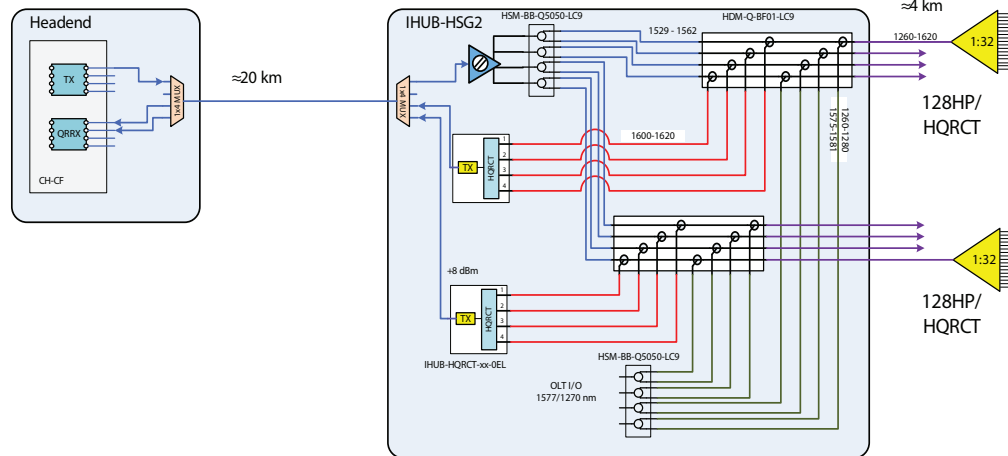 Headend
TX
QRRX
CH-CF
1x4 MUX
≈20 km
IHUB-HSG2
HSM-BB-Q5050-LC9
1529 - 1562
HDM-Q-BF01-LC9
≈4 km
1260-1620
1:32
128HP/
HQRCT
1x4 MUX
1600-1620
1260-1280
1575-1581
TX
HQRCT
1
2
3
4
+8 dBm
TX
HQRCT
1
2
3
4
IHUB-HQRCT-xx-0EL
1:32
128HP/
HQRCT
HSM-BB-Q5050-LC9
OLT I/O
1577/1270 nm